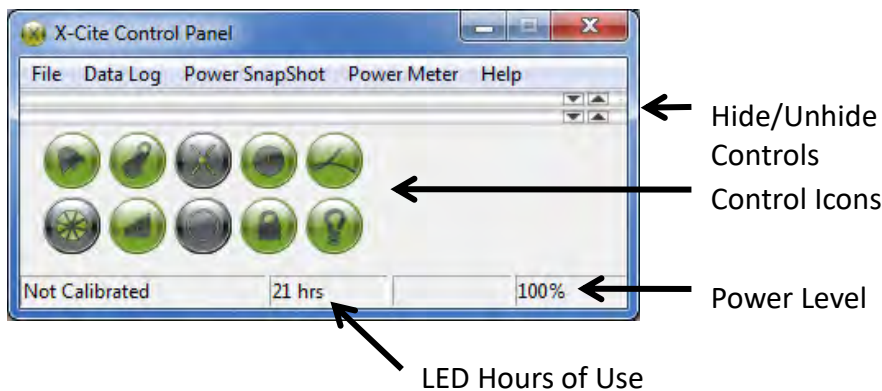 X-Cite Control Panel
File Data Log Power SnapShot Power Meter Help
Hide/Unhide
Controls
Control Icons
Not Calibrated 21 hrs 100%
Power Level
LED Hours of Use